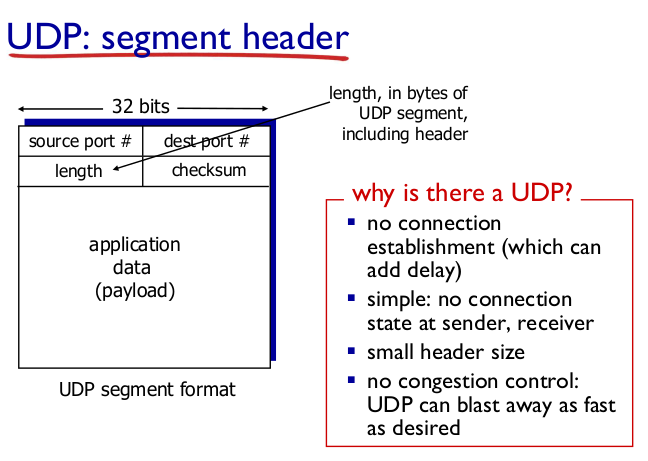 UDP: segment header
32 bits
length, in bytes of
UDP segment,
including header
source port #
dest port #
length
checksum
application
data
(payload)
UDP segment format
why is there a UDP?
▪ no connection
establishment (which can
add delay)
▪ simple: no connection
state at sender, receiver
▪ small header size
▪ no congestion control:
UDP can blast away as fast
as desired